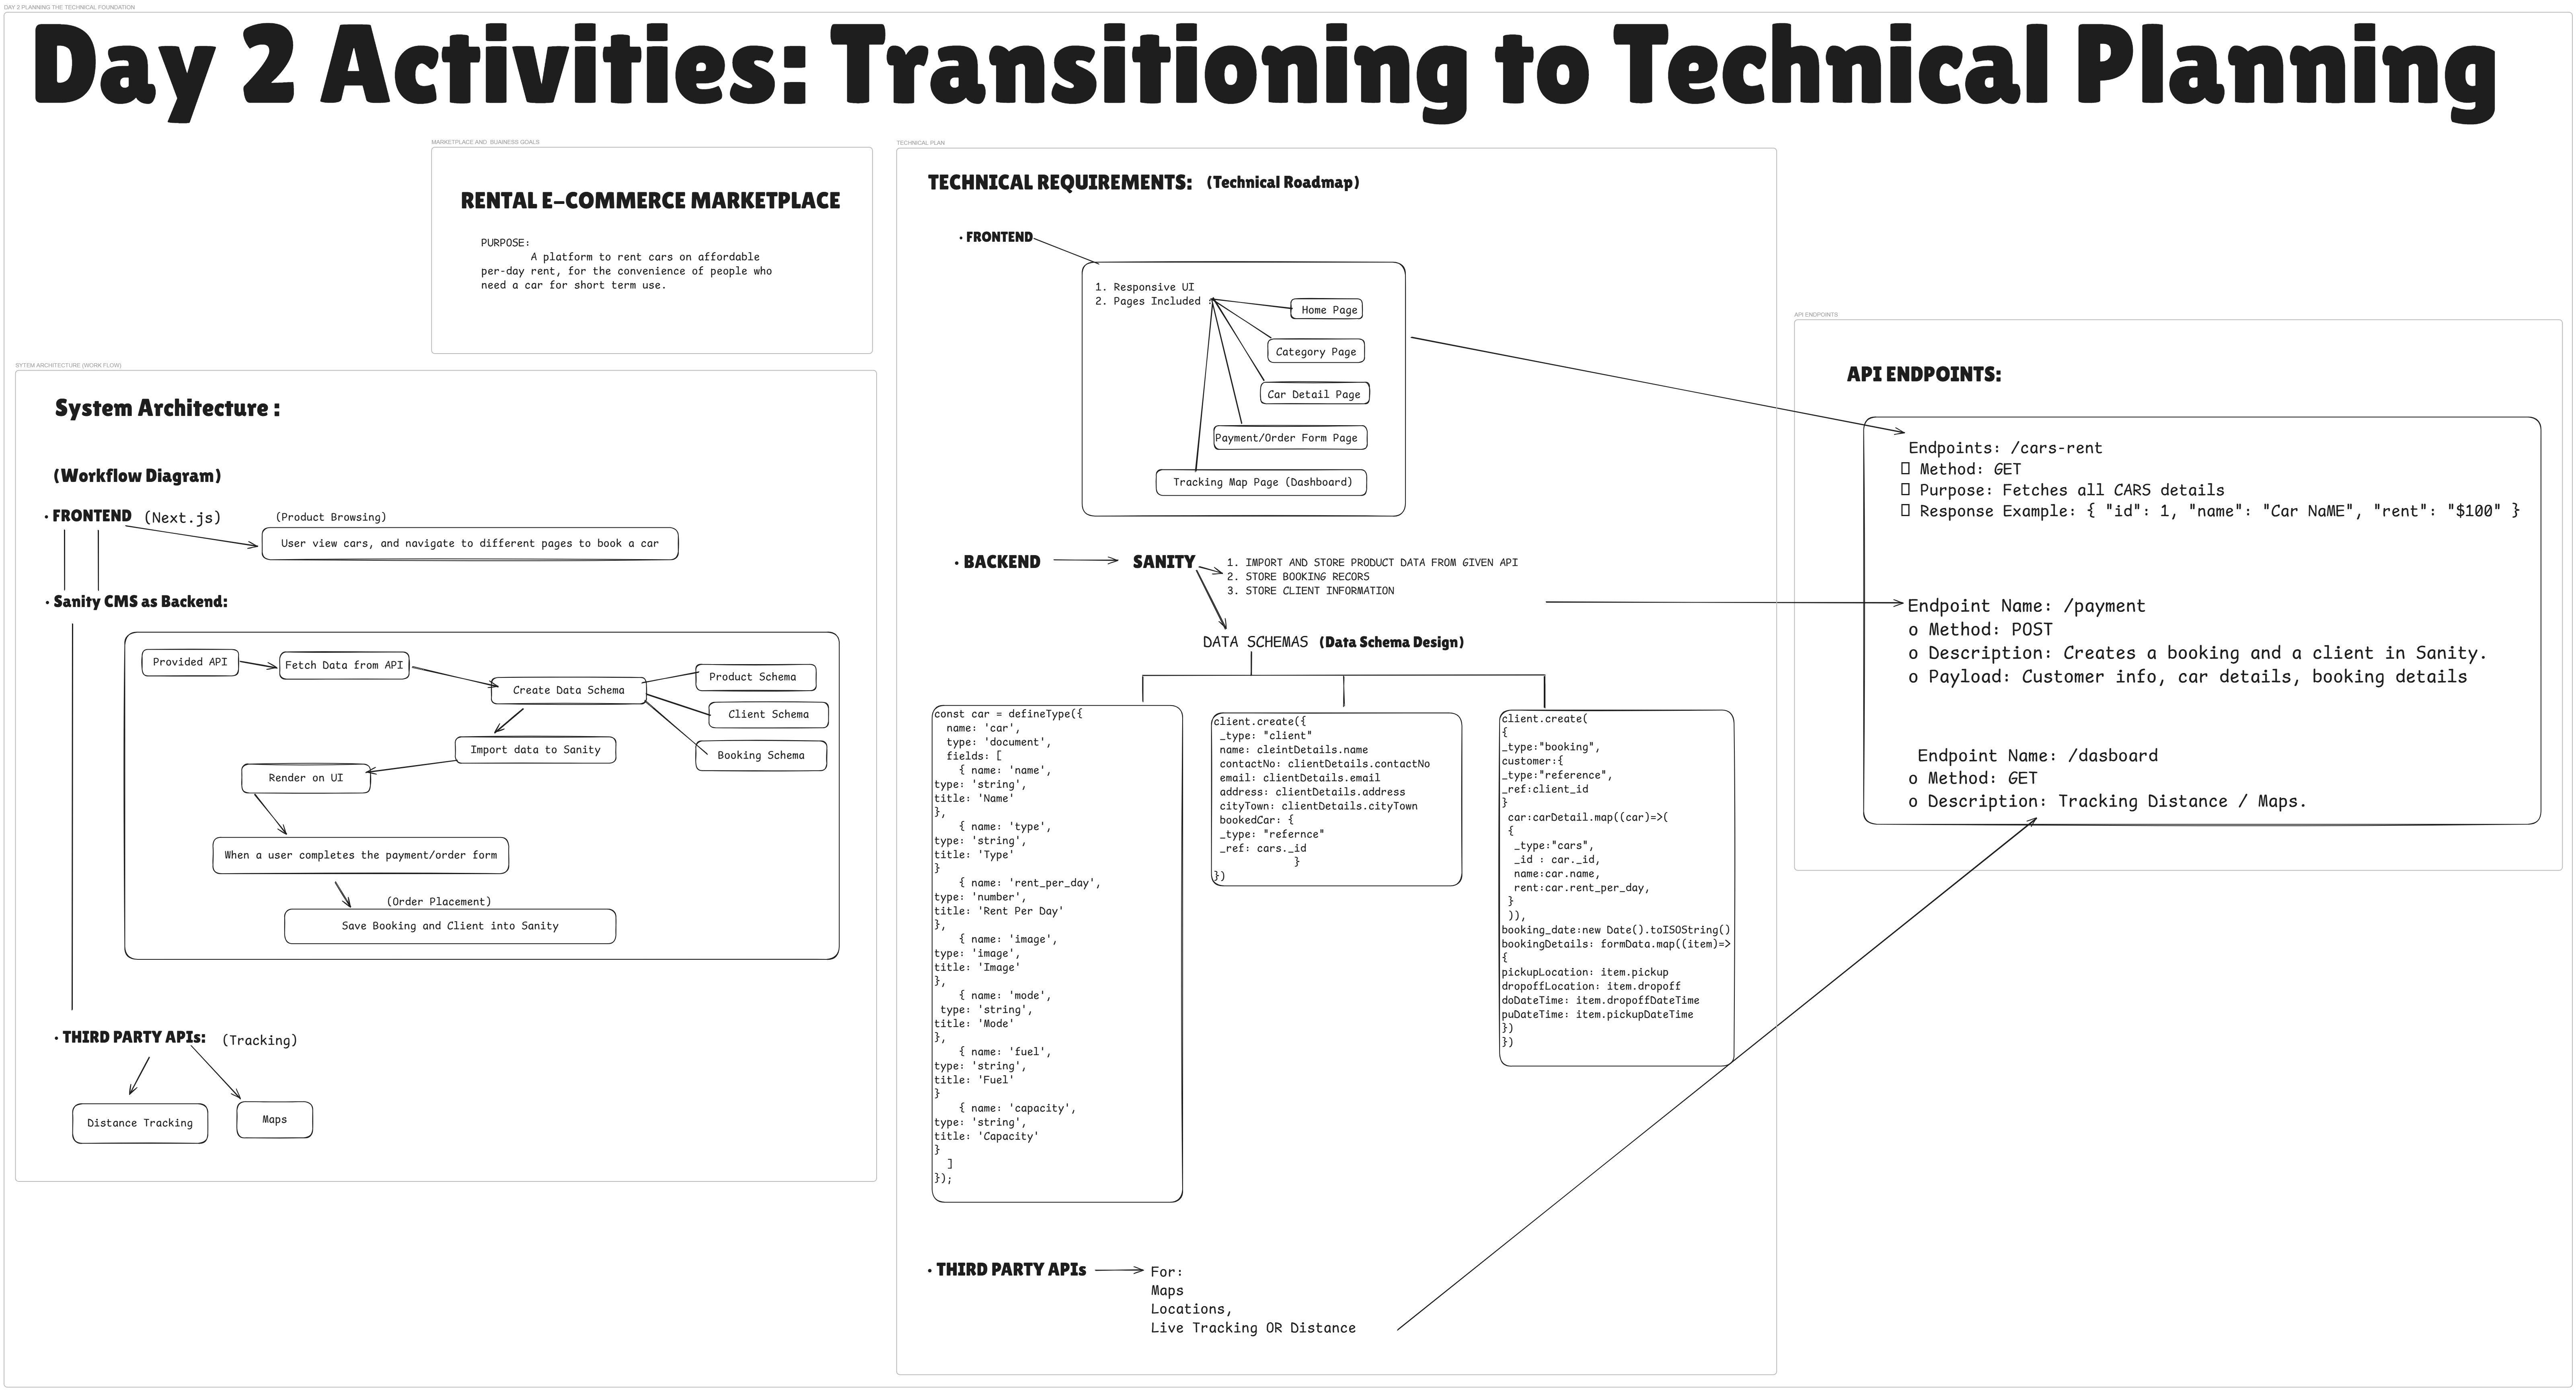 DAY 2 PLANNING THE TECHNICAL FOUNDATION
Day 2 Activities: Transitioning to Technical Planning
MARKETPLACE AND BUAINESS GOALS
RENTAL E-COMMERCE MARKETPLACE
PURPOSE:
A platform to rent cars on affordable
per-day rent, for the convenience of people who
need a car for short term use.
SYTEM ARCHITECTURE (WORK FLOW)
System Architecture :
(Workflow Diagram)
• FRONTEND (Next.js)
(Product Browsing)
User view cars, and navigate to different pages to book a car
• Sanity CMS as Backend:
Provided API
Fetch Data from API
Create Data Schema
Product Schema
Client Schema
Booking Schema
Import data to Sanity
Render on UI
When a user completes the payment/order form
(Order Placement)
Save Booking and Client into Sanity
• THIRD PARTY APIs: (Tracking)
Distance Tracking
Maps
TECHNICAL PLAN
TECHNICAL REQUIREMENTS: (Technical Roadmap)
• FRONTEND
1. Responsive UI
2. Pages Included :
Home Page
Category Page
Car Detail Page
Payment/Order Form Page
Tracking Map Page (Dashboard)
• BACKEND
SANITY
1. IMPORT AND STORE PRODUCT DATA FROM GIVEN API
2. STORE BOOKING RECORS
3. STORE CLIENT INFORMATION
DATA SCHEMAS (Data Schema Design)
const car = defineType({
name: 'car',
type: 'document',
fields: [
{ name: 'name',
type: 'string',
title: 'Name'
},
{ name: 'type',
type: 'string',
title: 'Type'
}
{ name: 'rent_per_day',
type: 'number',
title: 'Rent Per Day'
},
{ name: 'image',
type: 'image',
title: 'Image'
},
{ name: 'mode',
type: 'string',
title: 'Mode'
},
{ name: 'fuel',
type: 'string',
title: 'Fuel'
}
{ name: 'capacity',
type: 'string',
title: 'Capacity'
}
]
});
client.create({
_type: "client"
name: cleintDetails.name
contactNo: clientDetails.contactNo
email: clientDetails.email
address: clientDetails.address
cityTown: clientDetails.cityTown
bookedCar: {
_type: "refernce"
_ref: cars._id
}
})
client.create(
{
_type:"booking",
customer:{
_type:"reference",
_ref:client_id
}
car:carDetail.map((car)=>(
{
_type:"cars",
_id : car._id,
name:car.name,
rent:car.rent_per_day,
}
)),
booking_date:new Date().toISOString()
bookingDetails: formData.map((item)=>
{
pickupLocation: item.pickup
dropoffLocation: item.dropoff
doDateTime: item.dropoffDateTime
puDateTime: item.pickupDateTime
})
})
• THIRD PARTY APIs
For:
Maps
Locations,
Live Tracking OR Distance
API ENDPOINTS
API ENDPOINTS:
Endpoints: /cars-rent
 Method: GET
 Purpose: Fetches all CARS details
 Response Example: { "id": 1, "name": "Car NaME", "rent": "$100" }
Endpoint Name: /payment
o Method: POST
o Description: Creates a booking and a client in Sanity.
o Payload: Customer info, car details, booking details
Endpoint Name: /dasboard
o Method: GET
o Description: Tracking Distance / Maps.